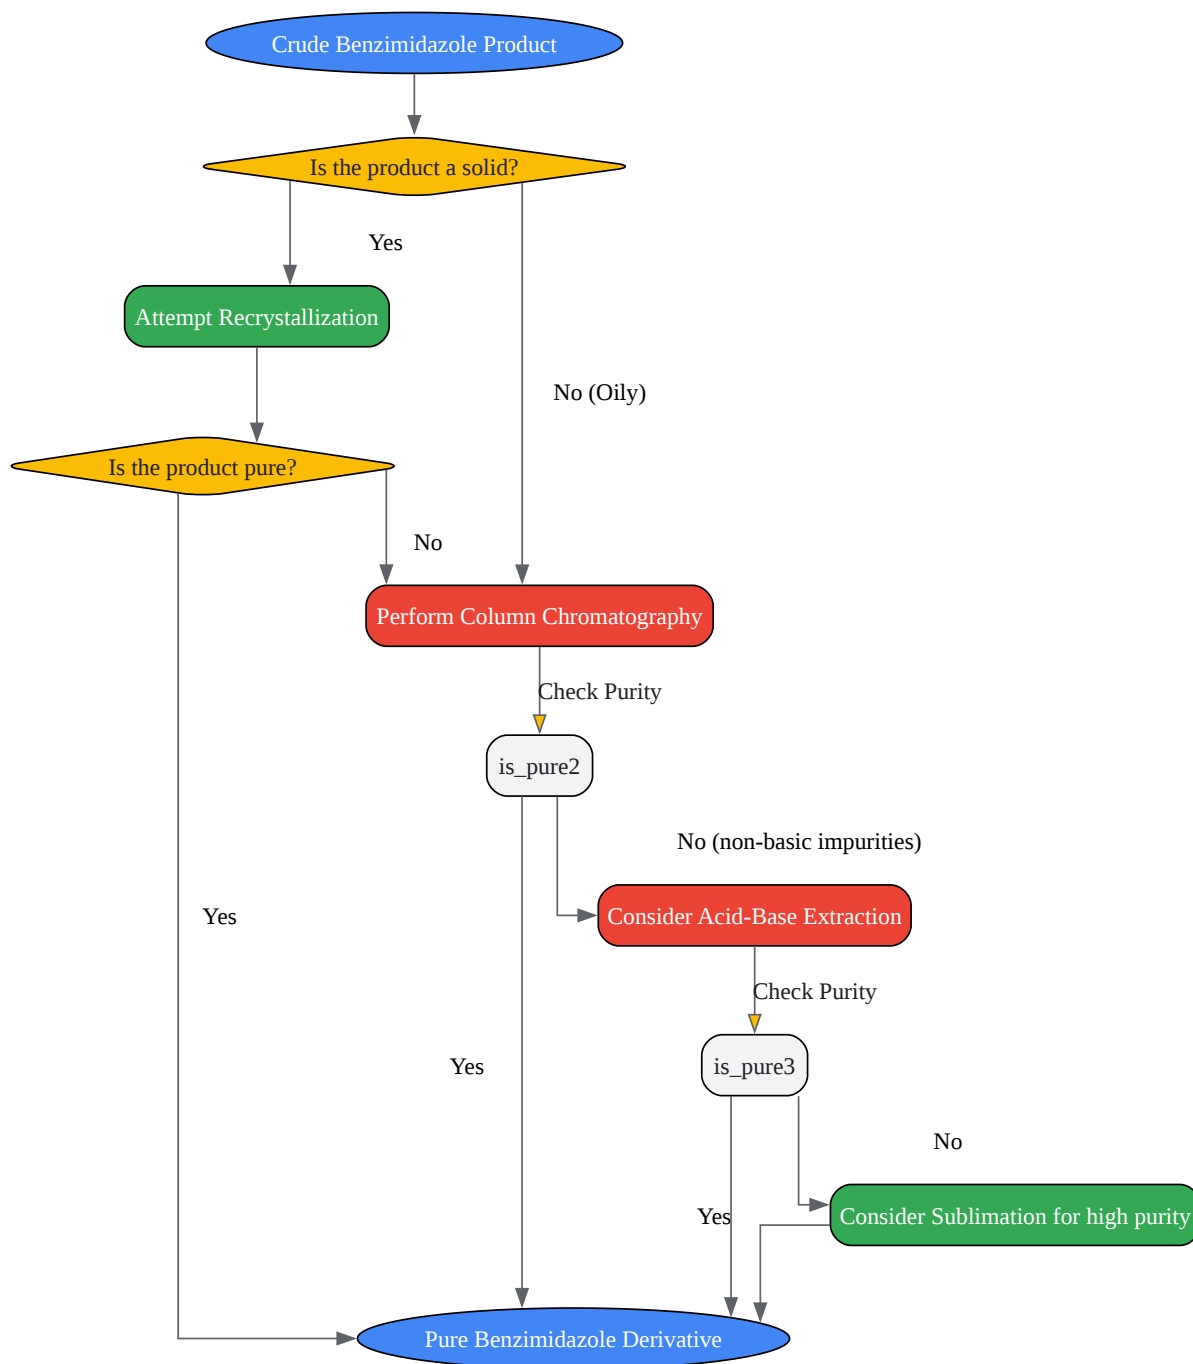 Crude Benzimidazole Product
Is the product a solid?
Yes
Attempt Recrystallization
No (Oily)
Is the product pure?
No
Perform Column Chromatography
Check Purity
is_pure2
No (non-basic impurities)
Yes
Consider Acid-Base Extraction
Check Purity
Yes
is_pure3
No
Yes
Consider Sublimation for high purity
Pure Benzimidazole Derivative